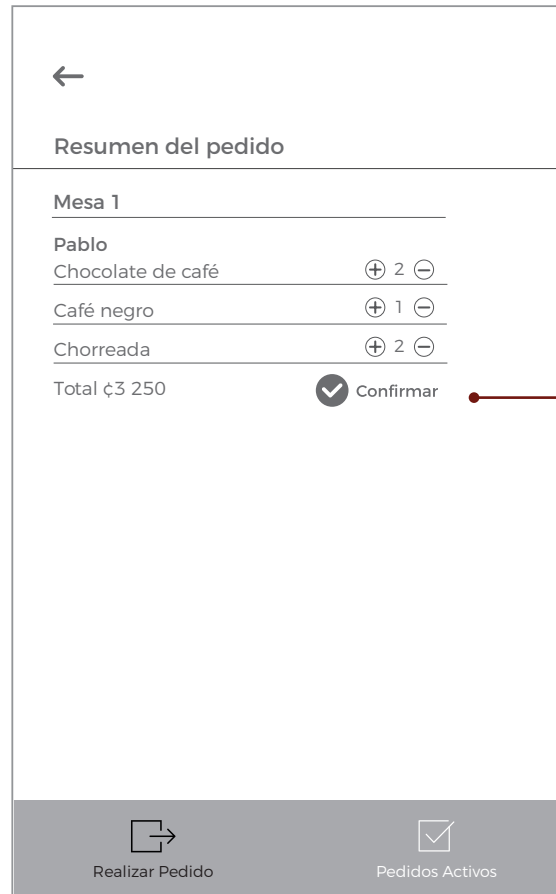 Resumen del pedido
Mesa 1
Pablo
Chocolate de café 2
Café negro 1
Chorreada 2
Total ¢3 250 Confirmar
Realizar Pedido Pedidos Activos